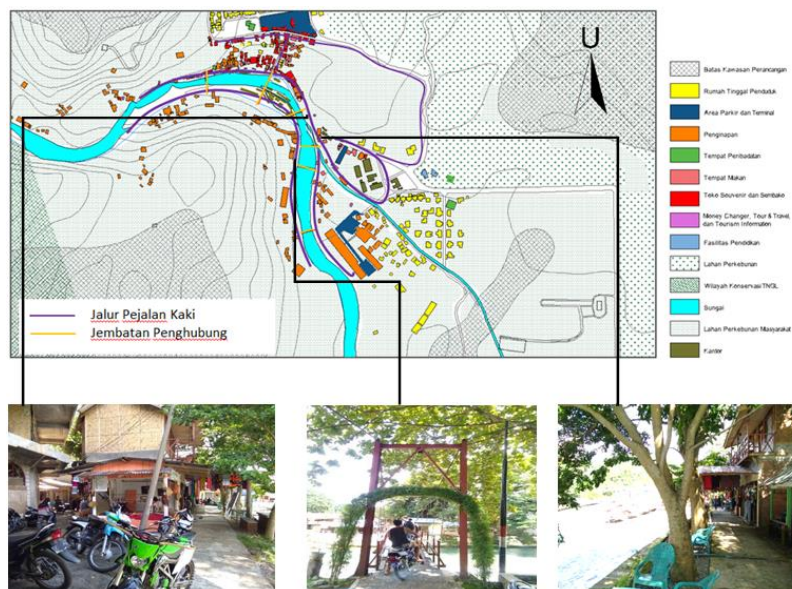 U
Batas Kawasan Perancangan
Rumah Tinggal Penduduk
Area Parkir dan Terminal
Penginapan
Tempat Peribadatan
Tempat Makan
Toko Souvenir dan Sembako
Money Changer, Tour & Travel,
dan Tourism Information
Fasilitas Pendidikan
Lahan Perkebunan
Wilayah Konservasi TNGL
Sungai
Lahan Perkebunan Masyarakat
Kantor
Jalur Pejalan Kaki
Jembatan Penghubung